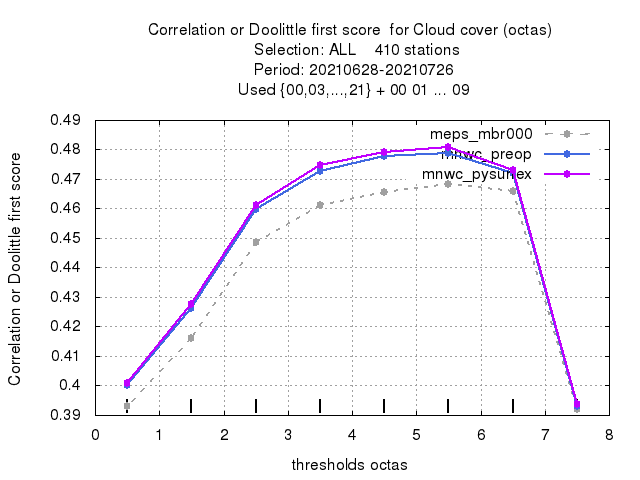 Correlation or Doolittle first score  for Cloud cover (octas)
Selection: ALL    410 stations
Period: 20210628-20210726
Used {00,03,...,21} + 00 01 ... 09
Correlation or Doolittle first score
0.49
0.48
0.47
0.46
0.45
0.44
0.43
0.42
0.41
0.4
0.39
meps_mbr000
mnwc_preop
mnwc_pysurfex
0 1 2 3 4 5 6 7 8
thresholds octas